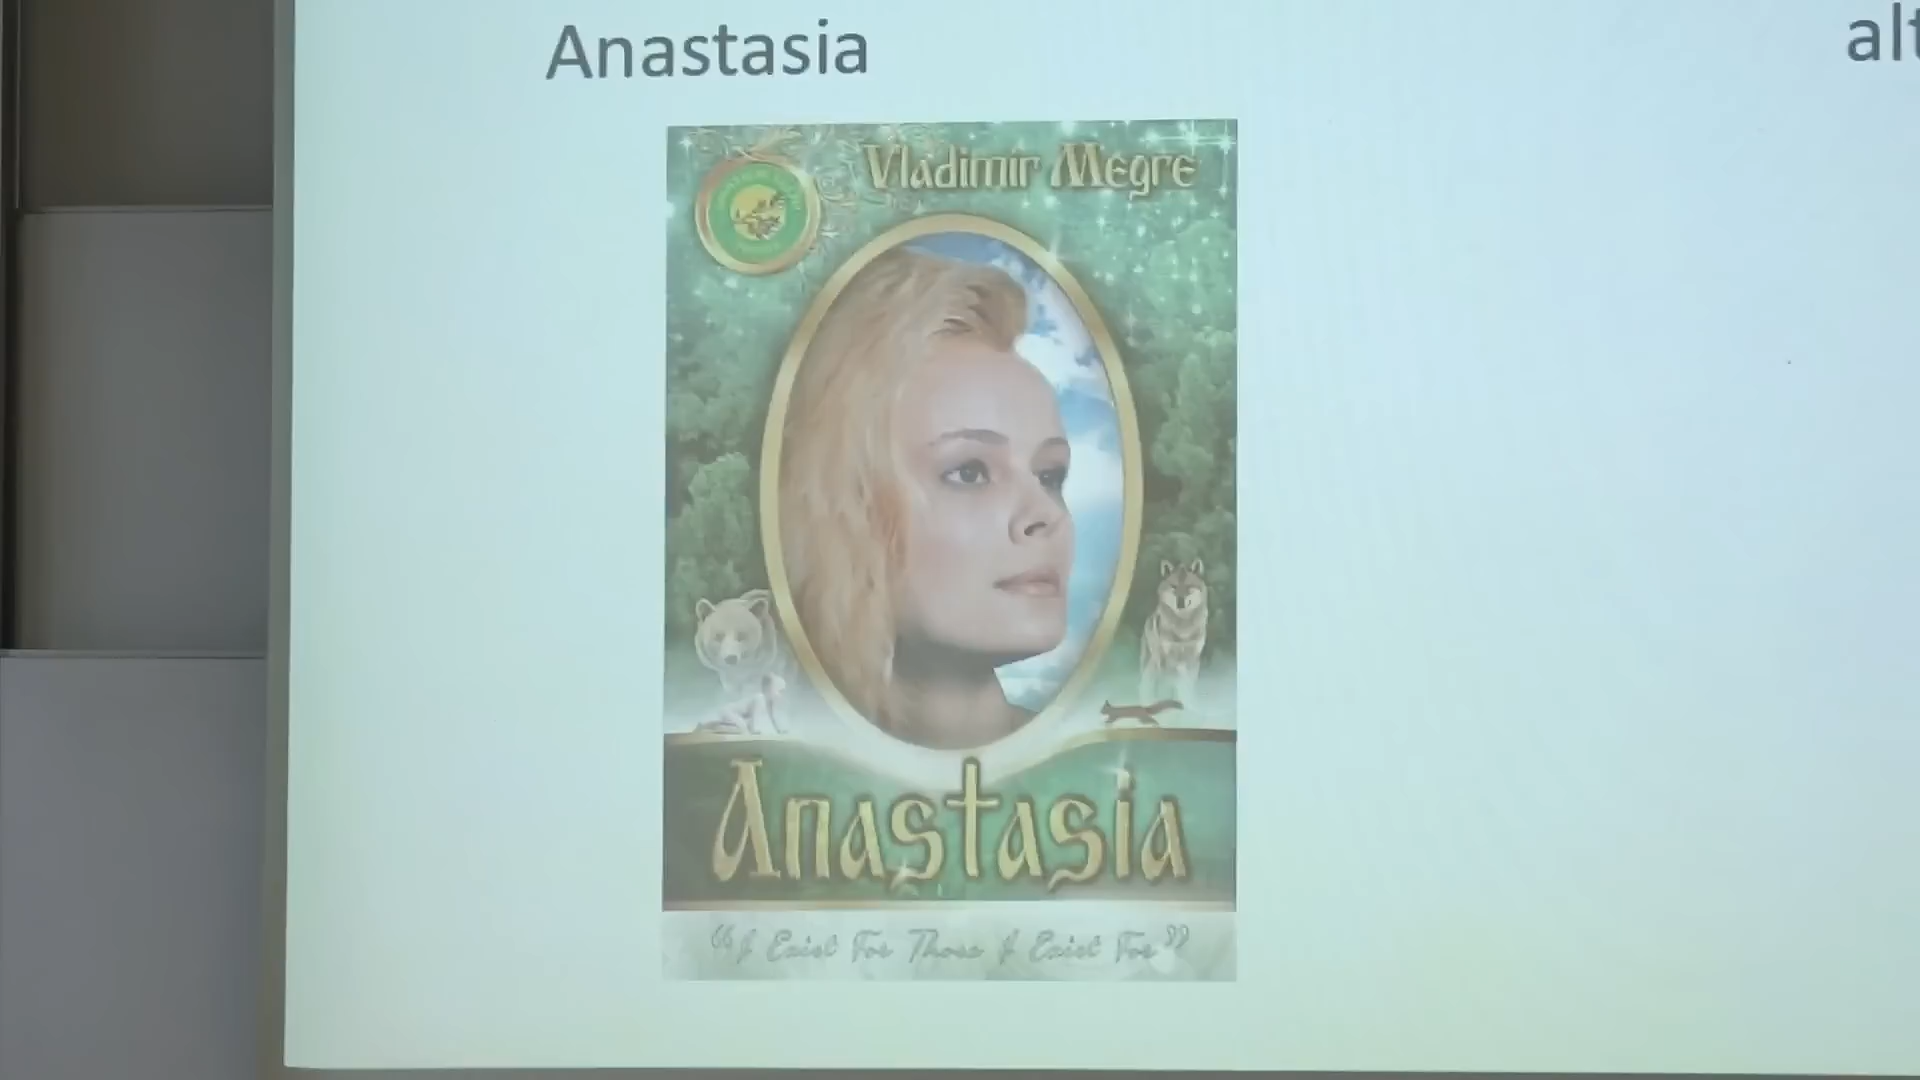 Anastasia
alt
Vladimir Megre
Anastasia
“I Exist For Those I Exist For”